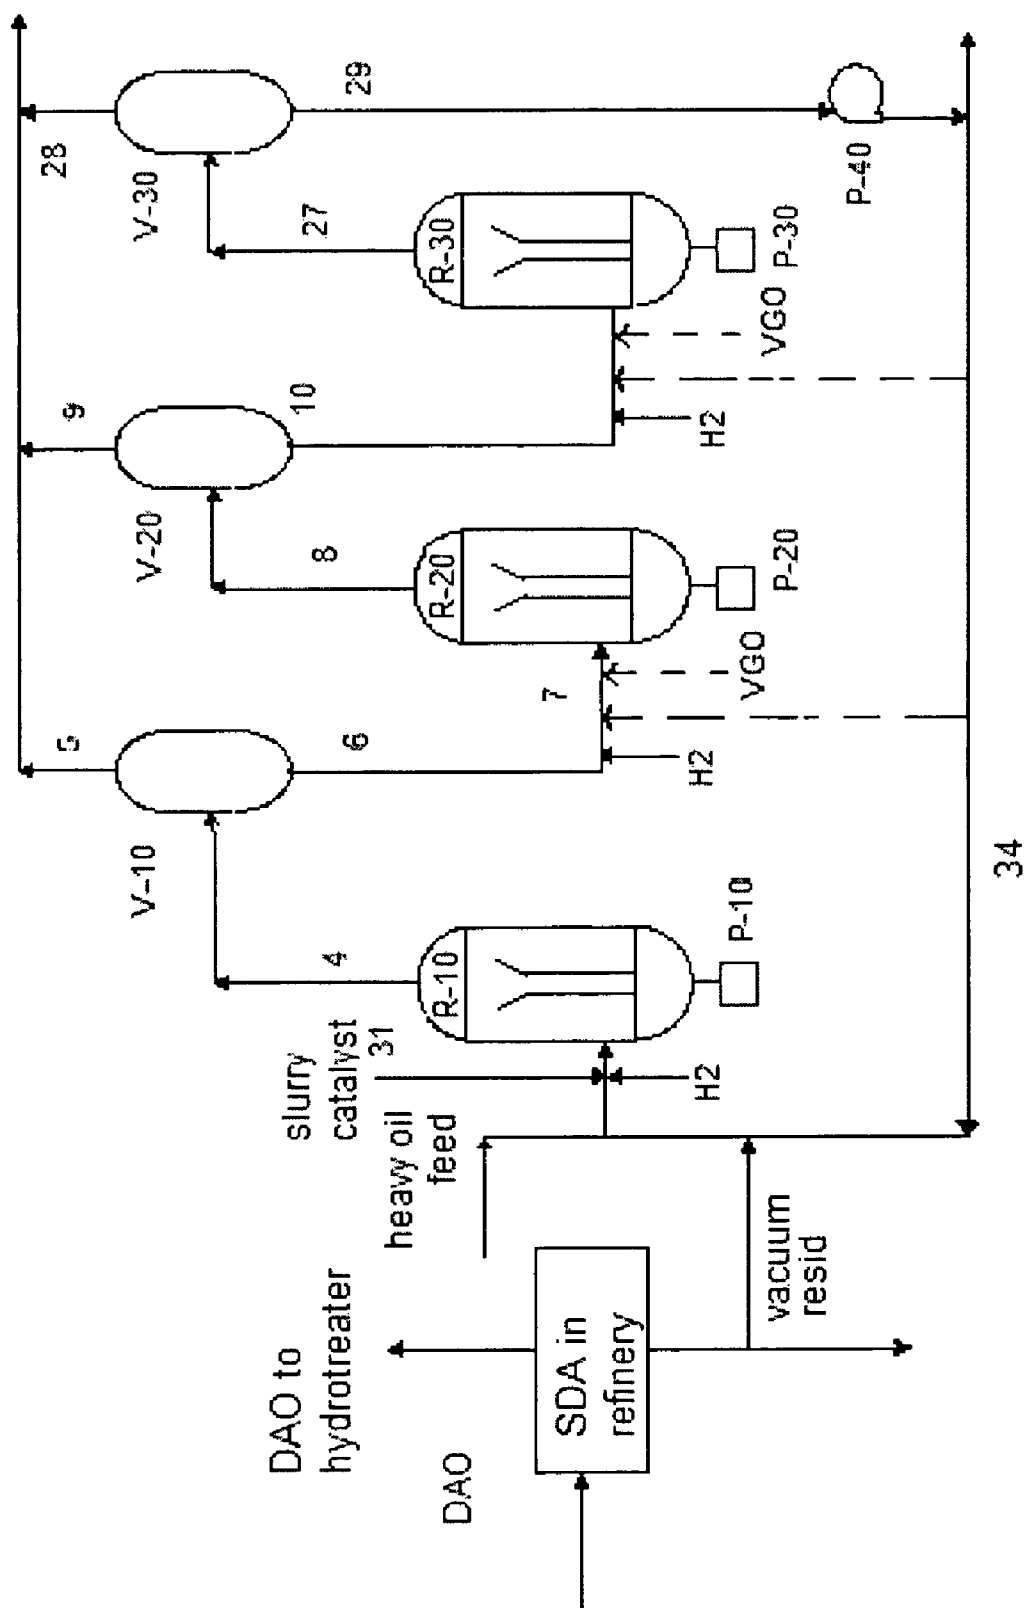 DAO to
hydrotreater
DAO
SDA in
refinery
heavy oil
feed
vacuum
resid
slurry
catalyst
31
H2
R-10
P-10
4
V-10
5
6
7
H2
VGO
R-20
P-20
8
V-20
9
10
H2
VGO
R-30
P-30
27
V-30
28
29
P-40
34